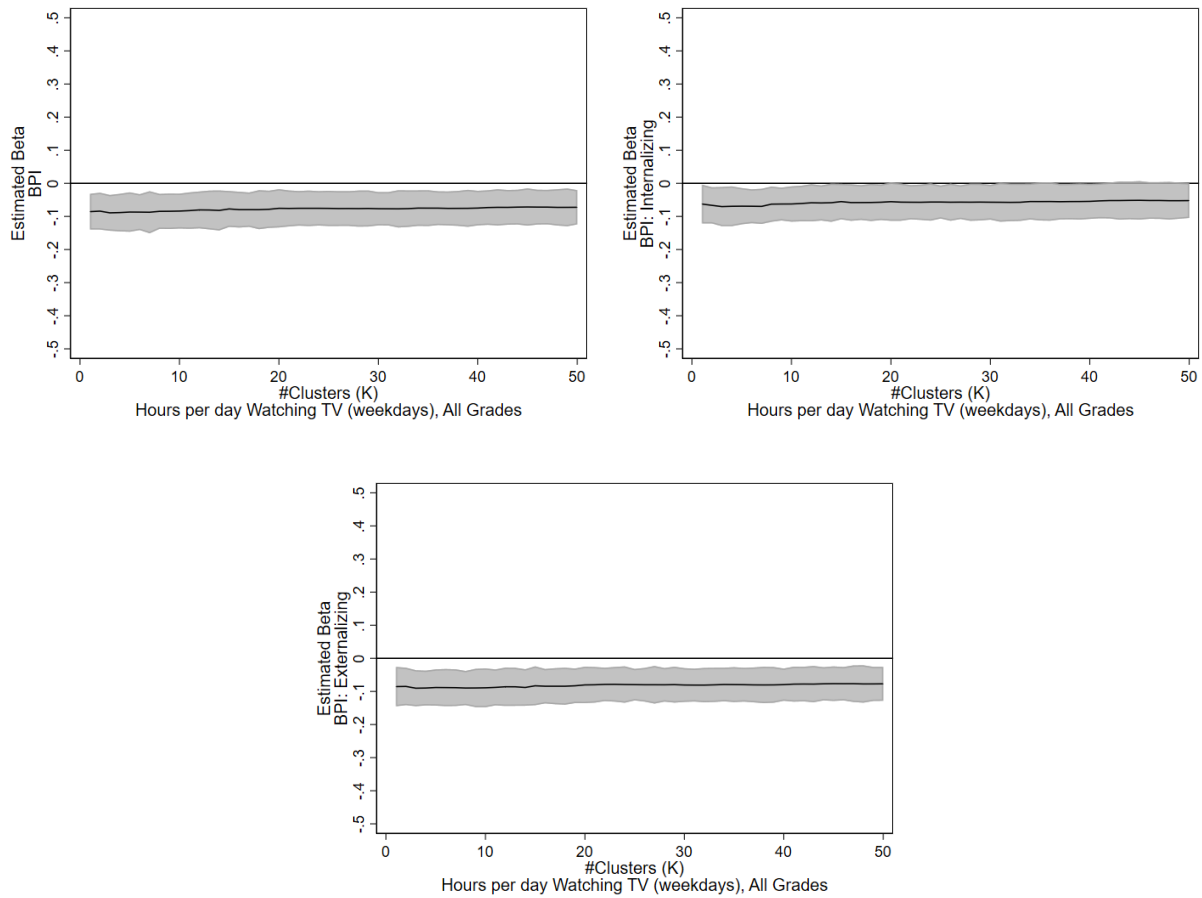 Estimated Beta
BPI
.5
.4
.3
.2
.1
0
-.1
-.2
-.3
-.4
-.5
0 10 20 30 40 50
#Clusters (K)
Hours per day Watching TV (weekdays), All Grades
Estimated Beta
BPI: Internalizing
.5
.4
.3
.2
.1
0
-.1
-.2
-.3
-.4
-.5
0 10 20 30 40 50
#Clusters (K)
Hours per day Watching TV (weekdays), All Grades
Estimated Beta
BPI: Externalizing
.5
.4
.3
.2
.1
0
-.1
-.2
-.3
-.4
-.5
0 10 20 30 40 50
#Clusters (K)
Hours per day Watching TV (weekdays), All Grades